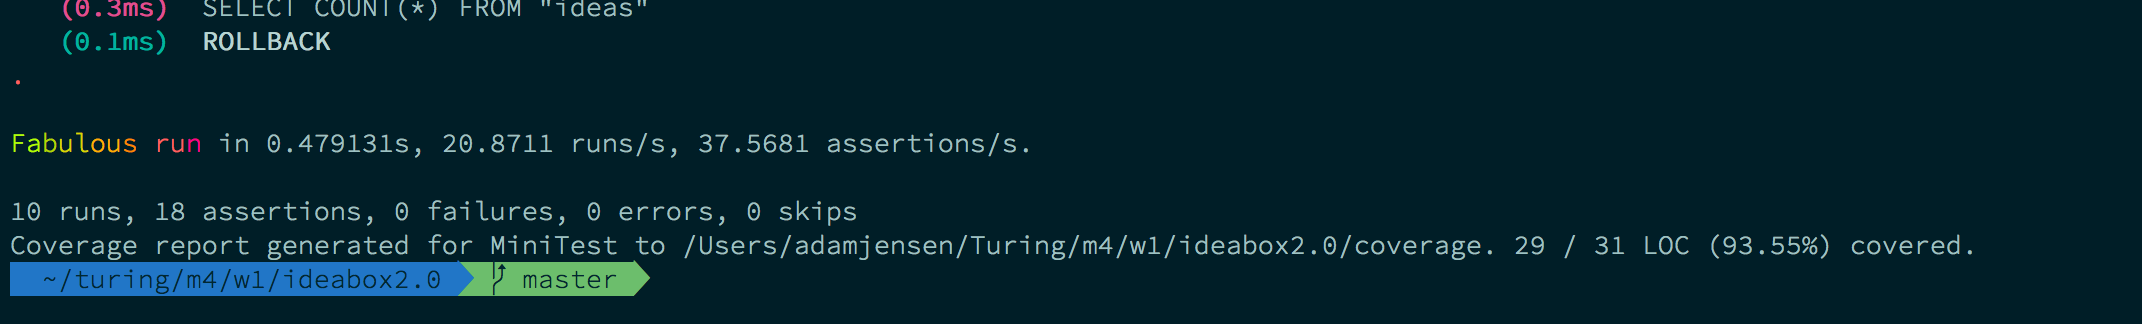 (0.3ms) SELECT COUNT(*) FROM "ideas"
(0.1ms) ROLLBACK
.
Fabulous run in 0.479131s, 20.8711 runs/s, 37.5681 assertions/s.
10 runs, 18 assertions, 0 failures, 0 errors, 0 skips
Coverage report generated for MiniTest to /Users/adamjensen/Turing/m4/w1/ideabox2.0/coverage. 29 / 31 LOC (93.55%) covered.
~/turing/m4/w1/ideabox2.0 master